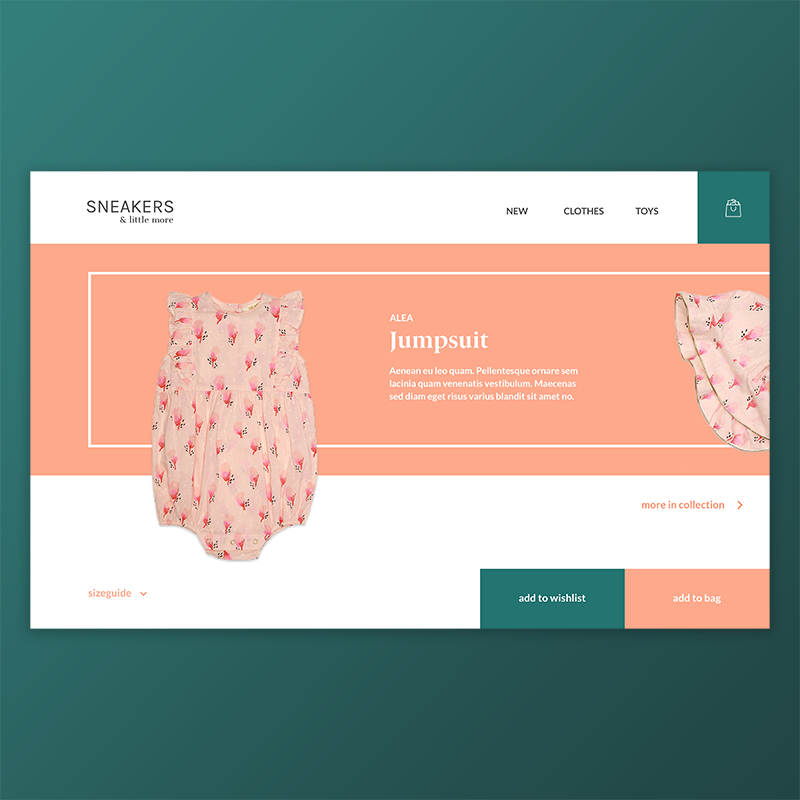 SNEAKERS
& little more
NEW
CLOTHES
TOYS
ALEA
Jumpsuit
Aenean eu leo quam. Pellentesque ornare sem
lacinia quam venenatis vestibulum. Maecenas
sed diam eget risus varius blandit sit amet no.
more in collection
sizeguide
add to wishlist
add to bag